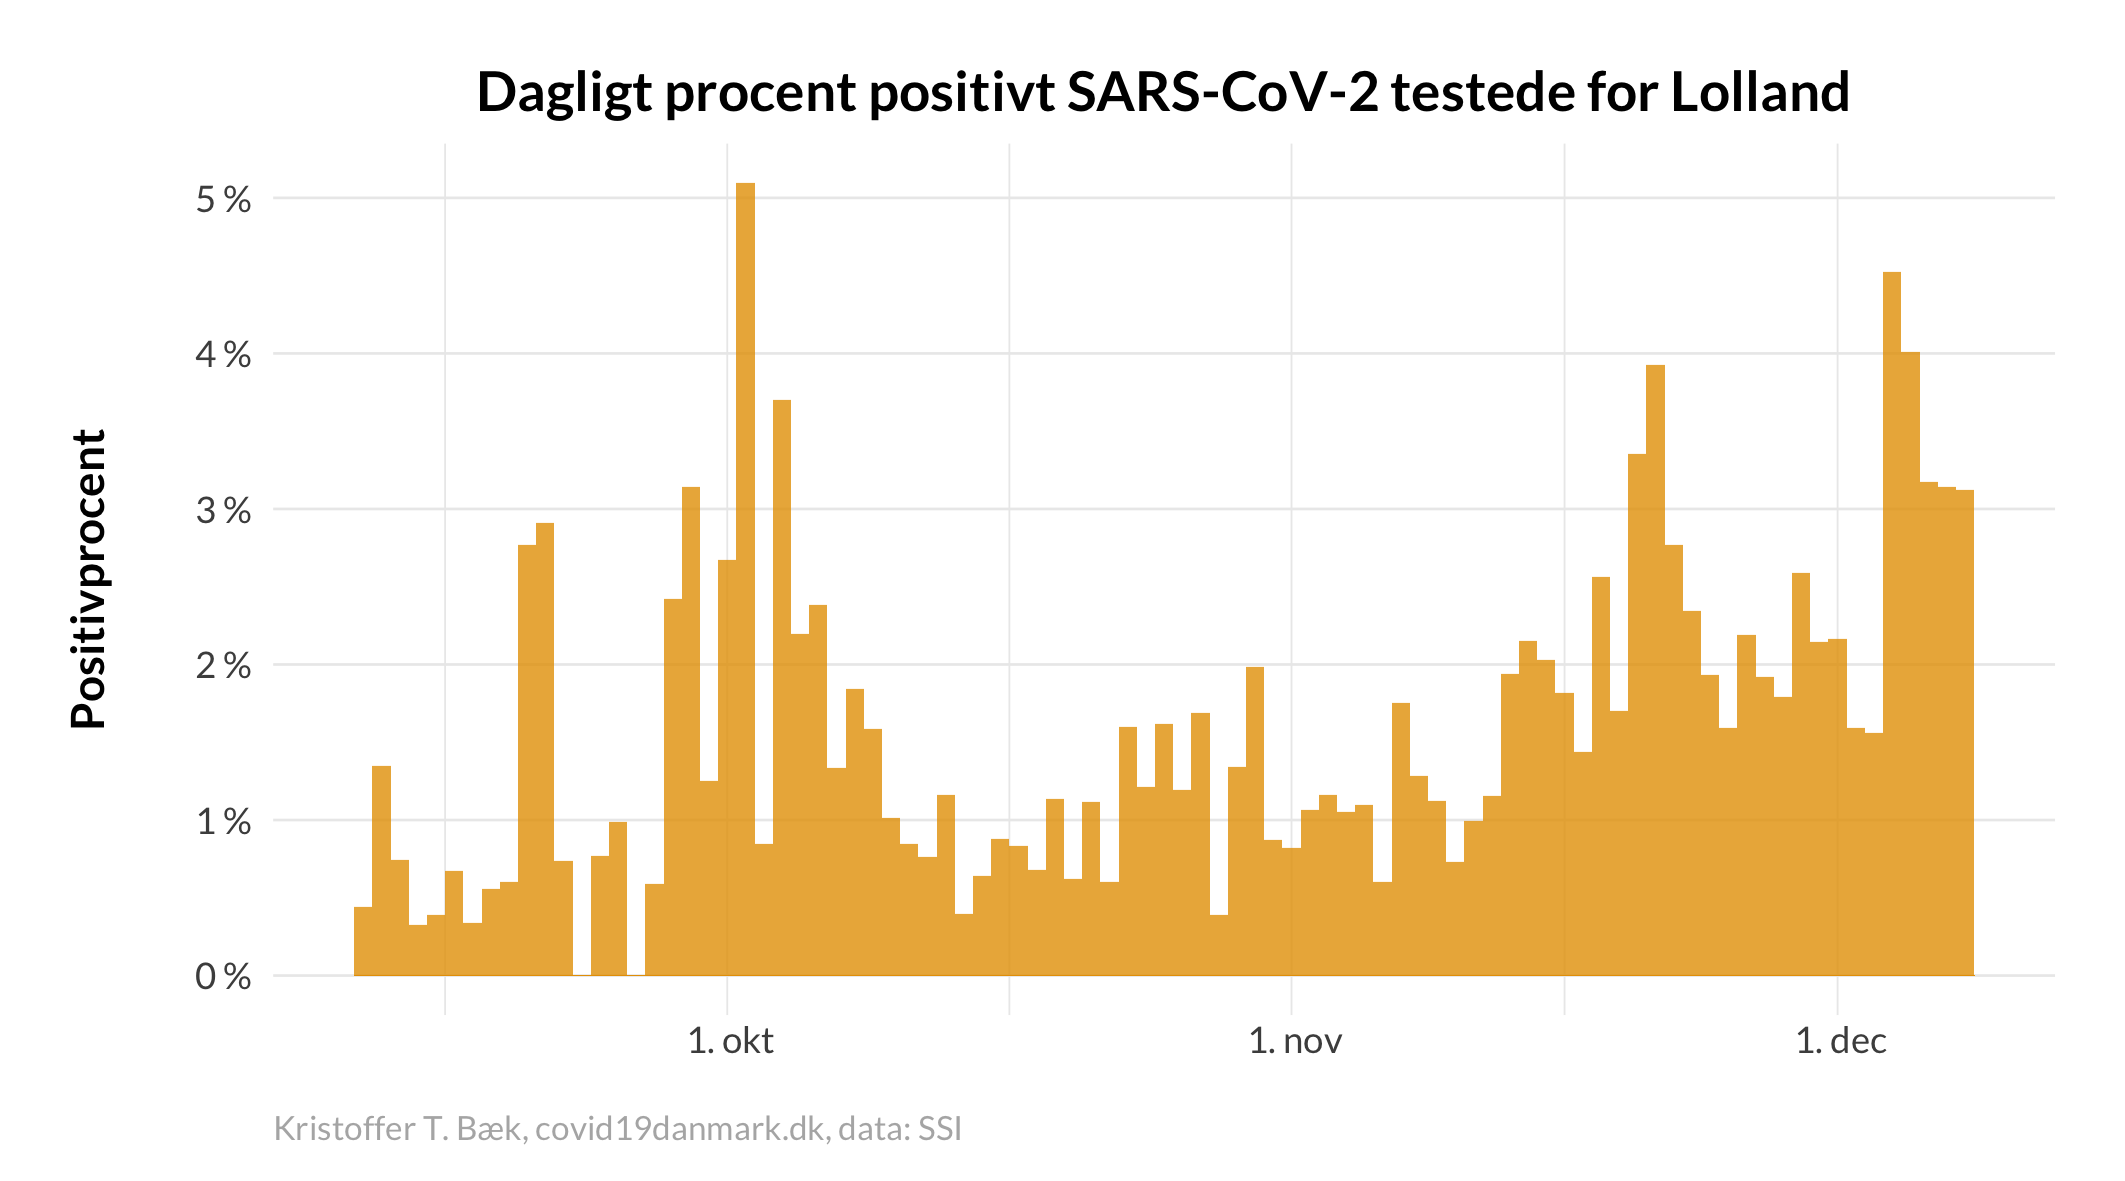 Dagligt procent positivt SARS-CoV-2 testede for Lolland
Positivprocent
5 %
4 %
3 %
2 %
1 %
0 %
1. okt
1. nov
1. dec
Kristoffer T. Bæk, covid19danmark.dk, data: SSI